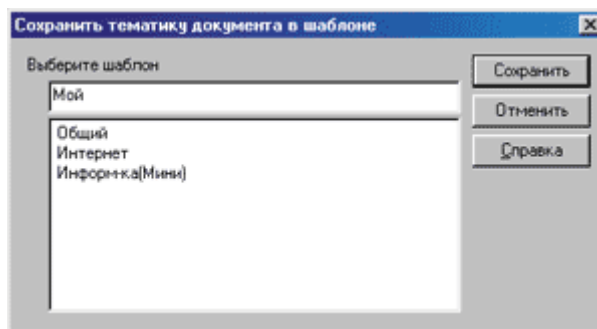 Сохранить тематику документа в шаблоне
Выберите шаблон
Мой
Общий
Интернет
Информ-ка(Мини)
Сохранить
Отменить
Справка